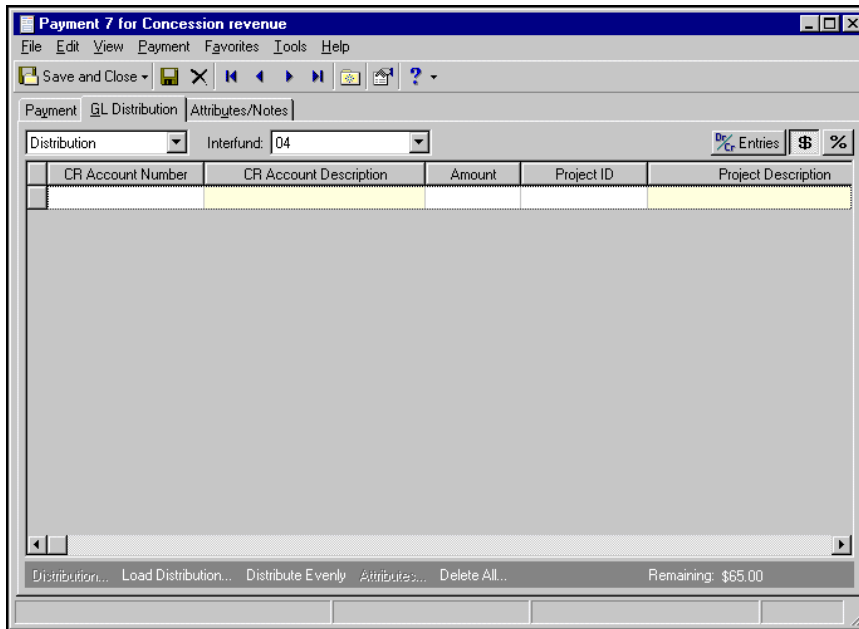 Payment 7 for Concession revenue
File Edit View Payment Favorites Tools Help
Save and Close ?
Payment GL Distribution Attributes/Notes
Distribution Interfund: 04 Dr/Cr Entries $ %
CR Account Number CR Account Description Amount Project ID Project Description
Distribution... Load Distribution... Distribute Evenly Attributes... Delete All... Remaining: $65.00